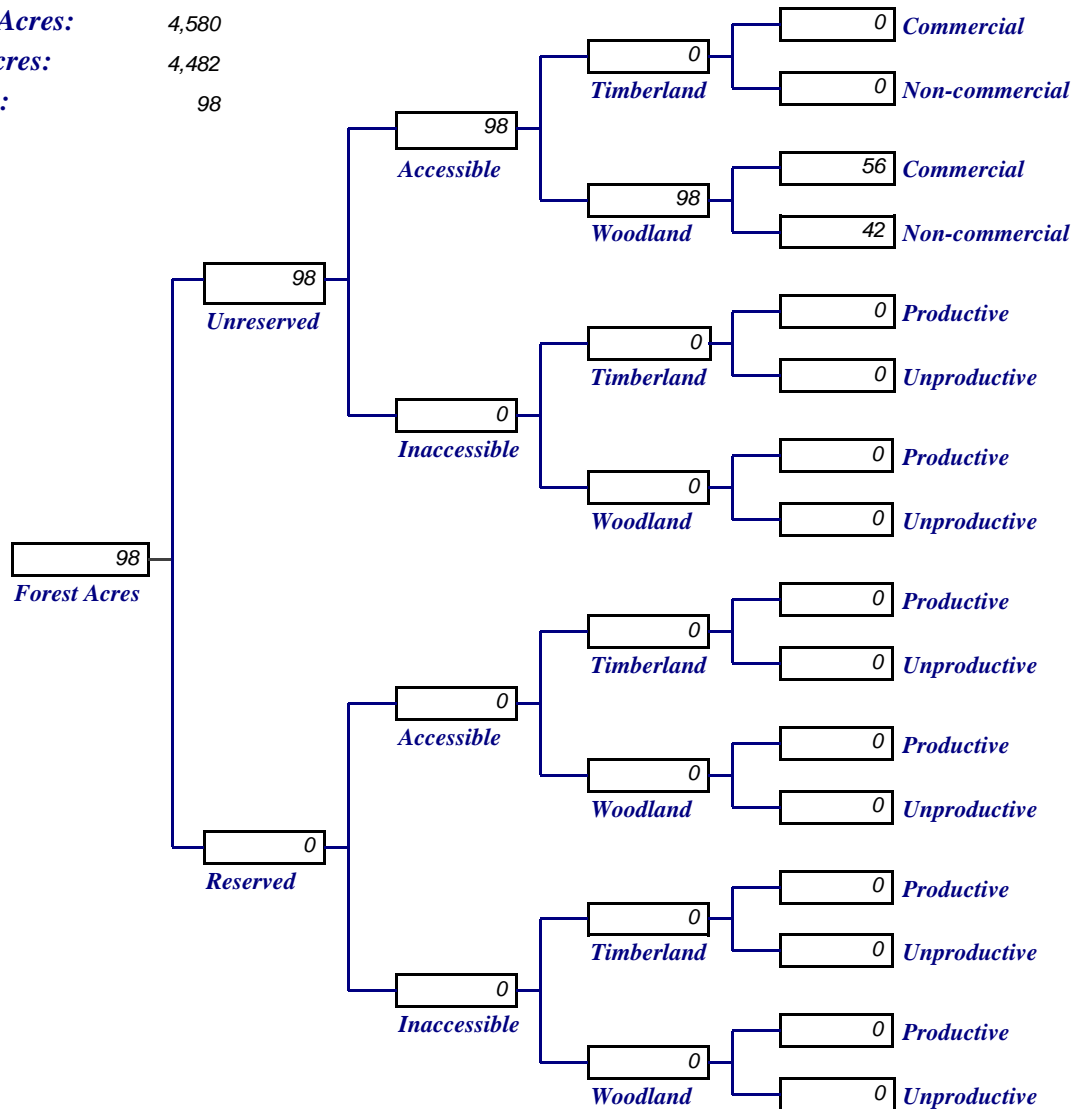 Acres: 4,580
cres: 4,482
: 98
0 Commercial
0 Timberland
0 Non-commercial
98 Accessible
56 Commercial
98 Woodland
42 Non-commercial
98 Unreserved
0 Productive
0 Timberland
0 Unproductive
0 Inaccessible
0 Productive
0 Woodland
0 Unproductive
98 Forest Acres
0 Productive
0 Timberland
0 Unproductive
0 Accessible
0 Productive
0 Woodland
0 Unproductive
0 Reserved
0 Productive
0 Timberland
0 Unproductive
0 Inaccessible
0 Productive
0 Woodland
0 Unproductive